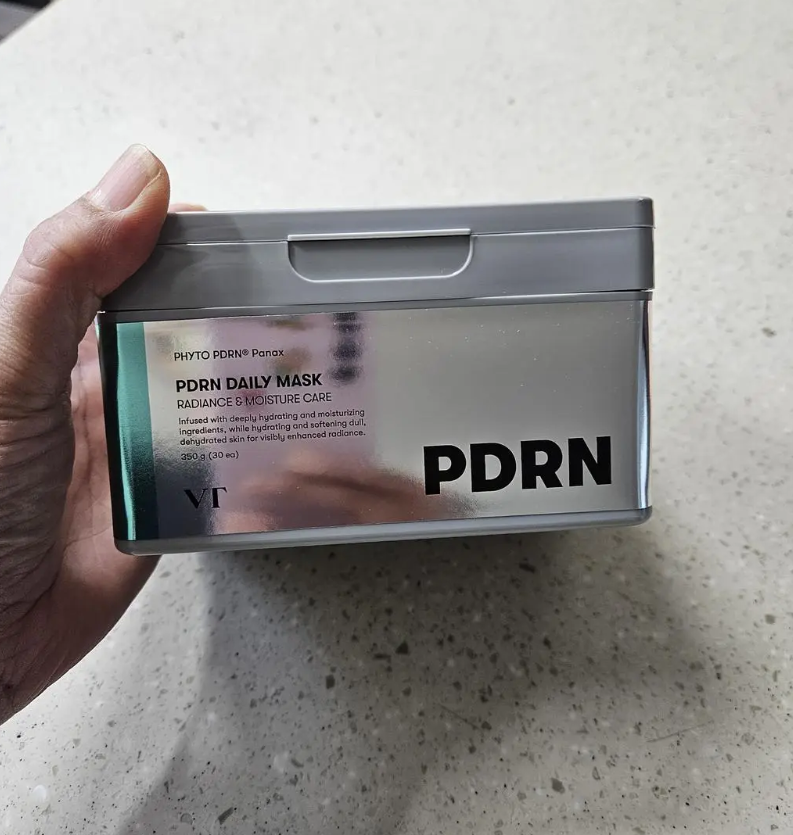 PHYTO PDRN® Panax
PDRN DAILY MASK
RADIANCE & MOISTURE CARE
Infused with deeply hydrating and moisturizing
ingredients, while hydrating and softening dull,
dehydrated skin for visibly enhanced radiance.
350 g (30 ea)
VT
PDRN